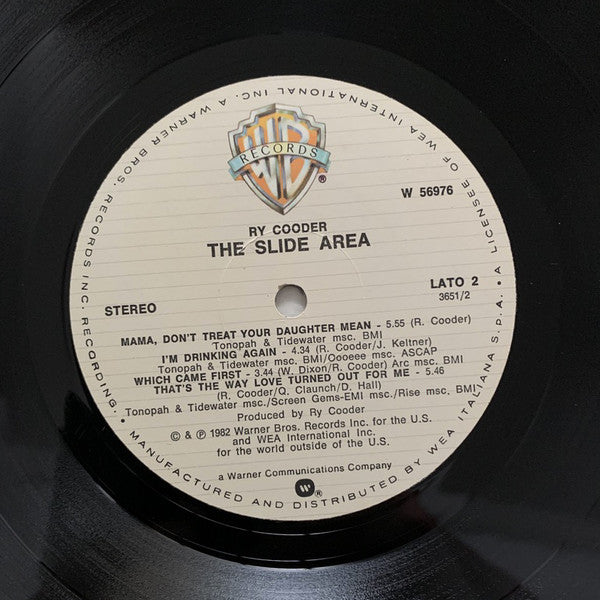 WB
RECORDS
®
W 56976
RY COODER
THE SLIDE AREA
STEREO
LATO 2
3651/2
MAMA, DON'T TREAT YOUR DAUGHTER MEAN - 5.55 (R. Cooder)
Tonopah & Tidewater msc. BMI
I'M DRINKING AGAIN - 4.34 (R. Cooder/J. Keltner)
Tonopah & Tidewater msc. BMI/Oooeee msc. ASCAP
WHICH CAME FIRST - 3.44 (W. Dixon/R. Cooder) Arc msc. BMI
THAT'S THE WAY LOVE TURNED OUT FOR ME - 5.46
(R. Cooder/Q. Claunch/D. Hall)
Tonopah & Tidewater msc./Screen Gems-EMI msc./Rise msc. BMI
Produced by Ry Cooder
© & ℗ 1982 Warner Bros. Records Inc. for the U.S.
and WEA International Inc.
for the world outside of the U.S.
a Warner Communications Company
W®
• MANUFACTURED AND DISTRIBUTED BY WEA ITALIANA S.P.A. • A LICENSEE OF WEA INTERNATIONAL INC. A WARNER BROS. RECORDS INC. RECORDING.